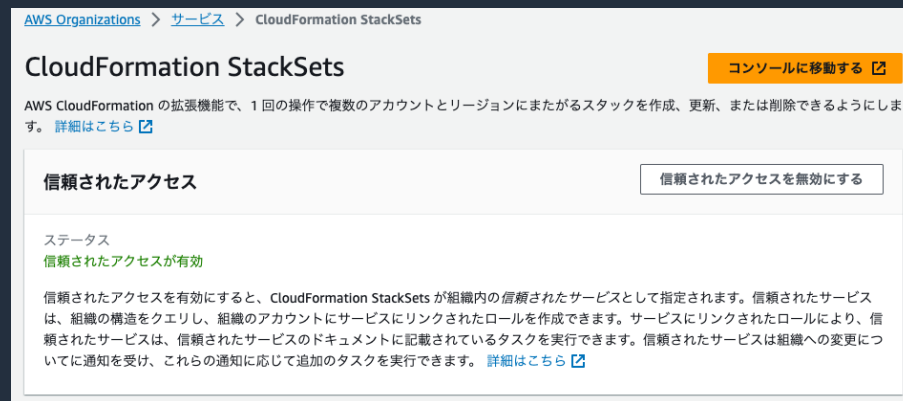 AWS Organizations > サービス > CloudFormation StackSets
CloudFormation StackSets
コンソールに移動する
AWS CloudFormation の拡張機能で、1 回の操作で複数のアカウントとリージョンにまたがるスタックを作成、更新、または削除できるようにしま
す。 詳細はこちら
信頼されたアクセス
信頼されたアクセスを無効にする
ステータス
信頼されたアクセスが有効
信頼されたアクセスを有効にすると、CloudFormation StackSets が組織内の信頼されたサービスとして指定されます。信頼されたサービス
は、組織の構造をクエリし、組織のアカウントにサービスにリンクされたロールを作成できます。サービスにリンクされたロールにより、信
頼されたサービスは、信頼されたサービスのドキュメントに記載されているタスクを実行できます。信頼されたサービスは組織への変更につ
いてに通知を受け、これらの通知に応じて追加のタスクを実行できます。 詳細はこちら